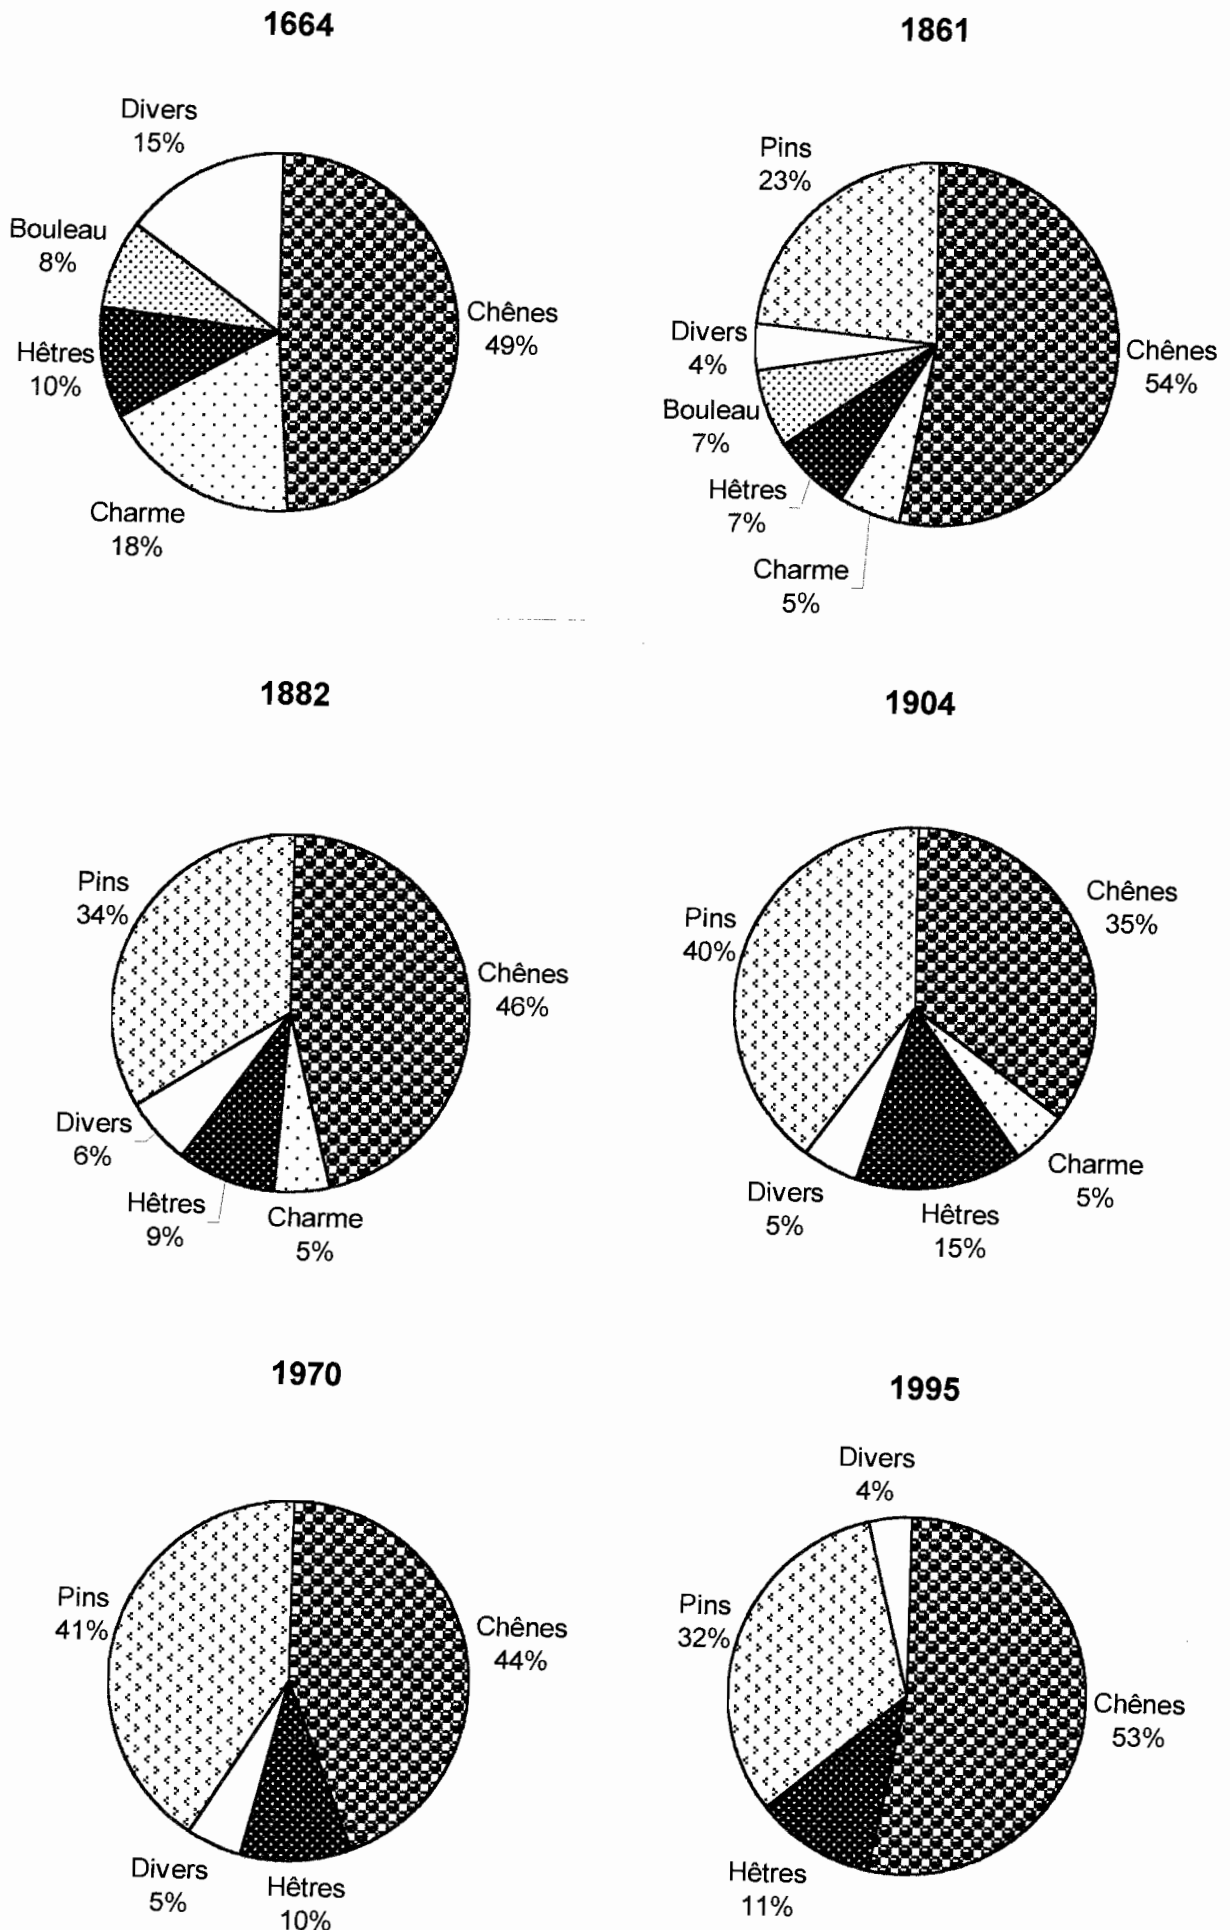 1664
Divers
15%
Bouleau
8%
Hêtres
10%
Charme
18%
Chênes
49%
1861
Pins
23%
Divers
4%
Bouleau
7%
Hêtres
7%
Charme
5%
Chênes
54%
1882
Pins
34%
Divers
6%
Hêtres
9%
Charme
5%
Chênes
46%
1904
Pins
40%
Divers
5%
Hêtres
15%
Charme
5%
Chênes
35%
1970
Pins
41%
Divers
5%
Hêtres
10%
Chênes
44%
1995
Divers
4%
Pins
32%
Hêtres
11%
Chênes
53%